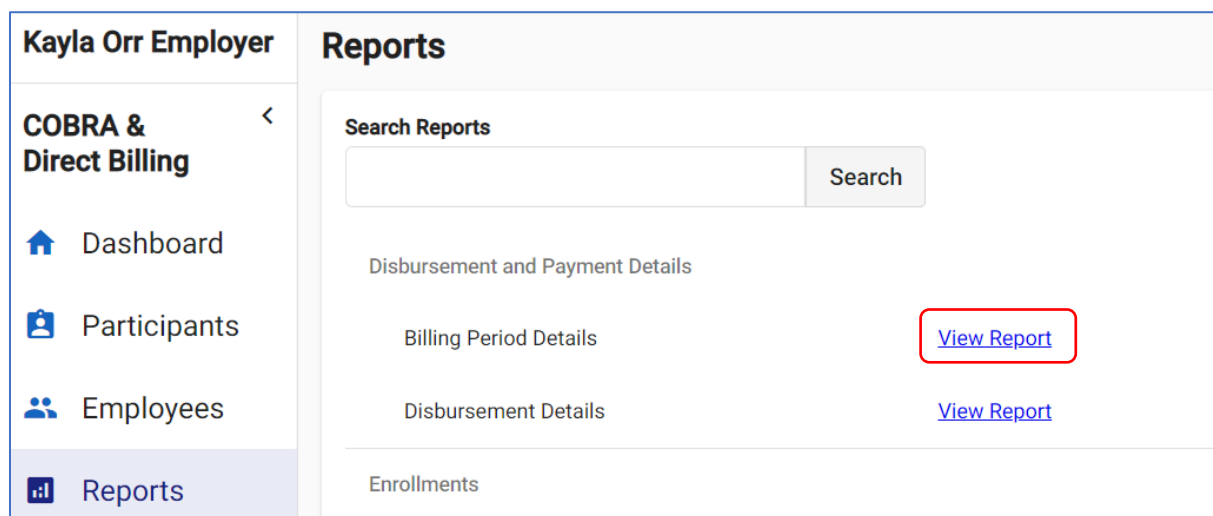 Kayla Orr Employer
COBRA &
Direct Billing
Dashboard
Participants
Employees
Reports
Reports
Search Reports
Search
Disbursement and Payment Details
Billing Period Details View Report
Disbursement Details View Report
Enrollments